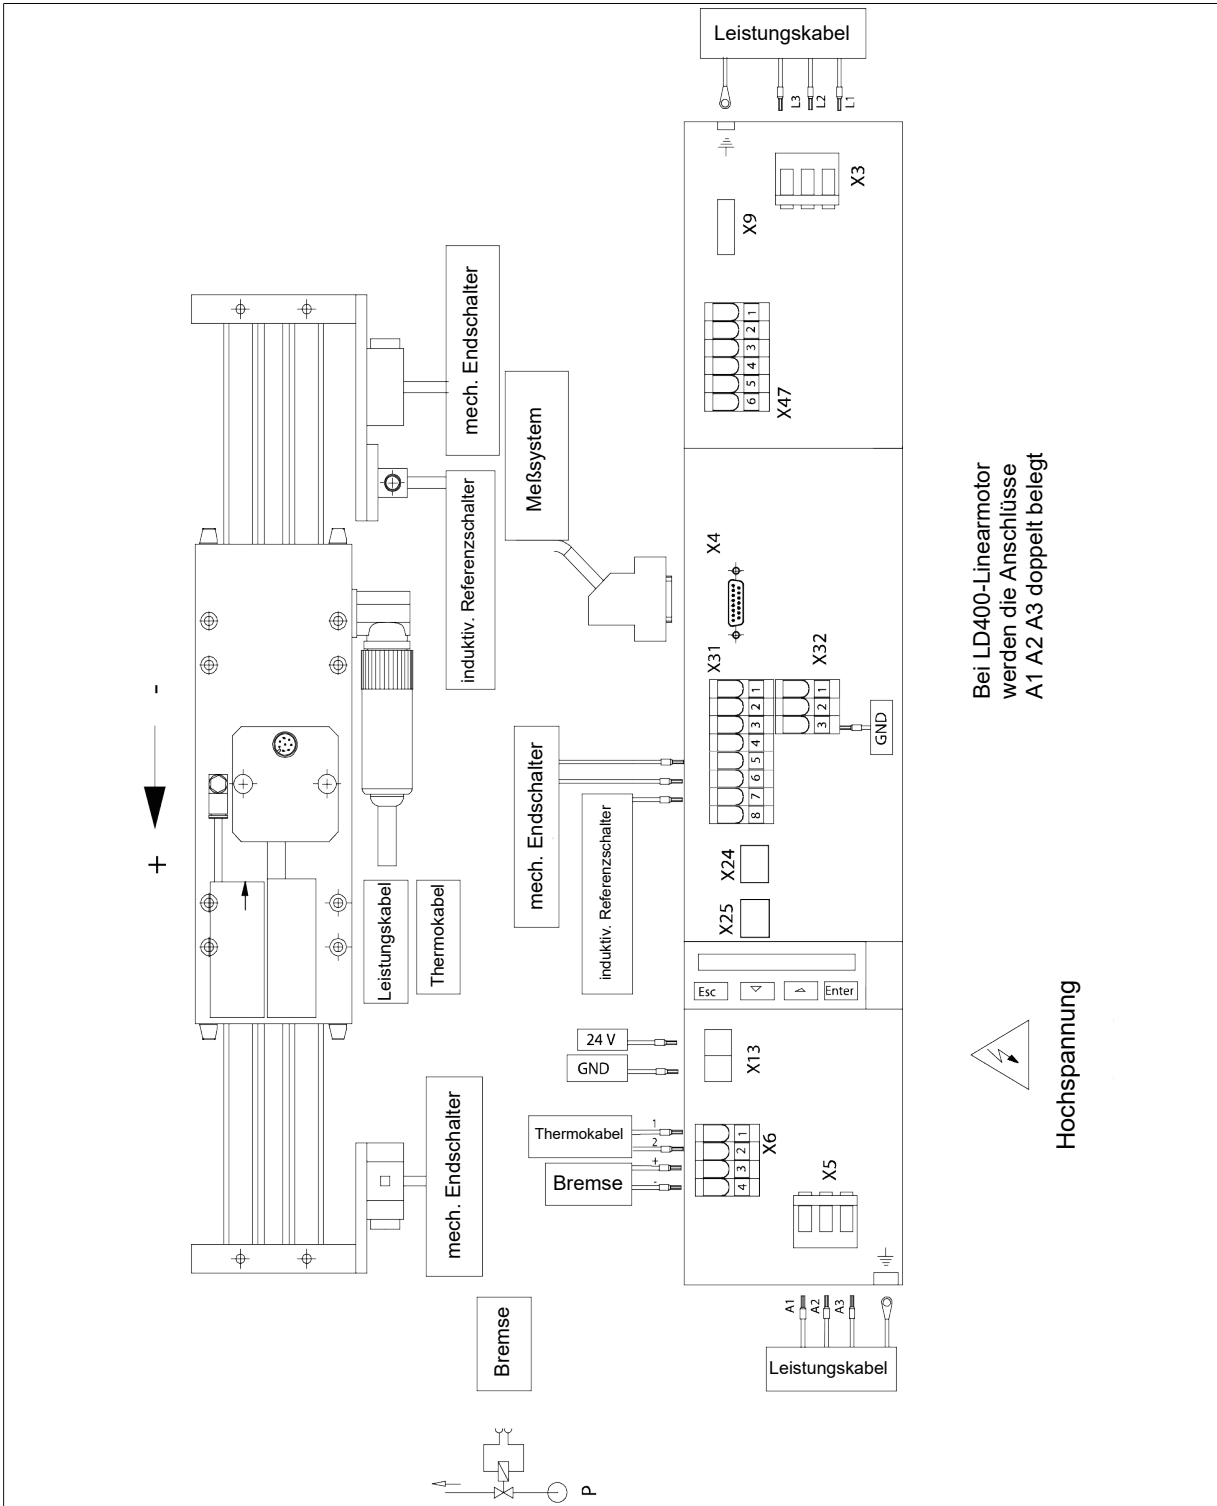 Leistungskabel
L3
L2
L1
X3
X9
1
2
3
4
5
6
X47
mech. Endschalter
induktiv. Referenzschalter
Meßsystem
X4
X31
1
2
3
4
5
6
7
8
X32
1
2
3
GND
mech. Endschalter
induktiv. Referenzschalter
X24
X25
Esc
Enter
+
-
Leistungskabel
Thermokabel
24 V
GND
X13
Thermokabel
1
2
Bremse
+
-
X6
1
2
3
4
X5
mech. Endschalter
Bremse
A1
A2
A3
Leistungskabel
P
Bei LD400-Linearmotor
werden die Anschlüsse
A1 A2 A3 doppelt belegt
Hochspannung